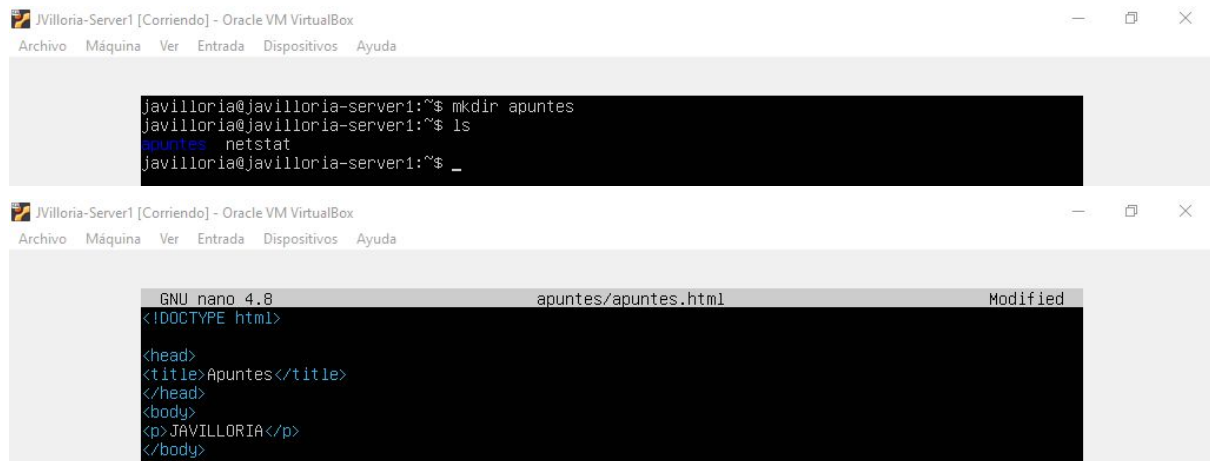 JVilloria-Server1 [Corriendo] - Oracle VM VirtualBox
Archivo Máquina Ver Entrada Dispositivos Ayuda
javilloria@javilloria-server1:~$ mkdir apuntes
javilloria@javilloria-server1:~$ ls
apuntes netstat
javilloria@javilloria-server1:~$ _
JVilloria-Server1 [Corriendo] - Oracle VM VirtualBox
Archivo Máquina Ver Entrada Dispositivos Ayuda
GNU nano 4.8 apuntes/apuntes.html Modified
<!DOCTYPE html>
<head>
<title>Apuntes</title>
</head>
<body>
<p>JAVILLORIA</p>
</body>